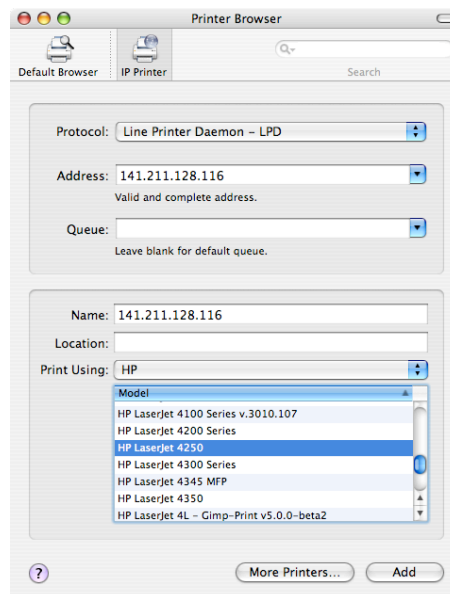 Printer Browser
Default Browser
IP Printer
Search
Protocol: Line Printer Daemon – LPD
Address: 141.211.128.116
Valid and complete address.
Queue:
Leave blank for default queue.
Name: 141.211.128.116
Location:
Print Using: HP
Model
HP LaserJet 4100 Series v.3010.107
HP LaserJet 4200 Series
HP LaserJet 4250
HP LaserJet 4300 Series
HP LaserJet 4345 MFP
HP LaserJet 4350
HP LaserJet 4L – Gimp-Print v5.0.0-beta2
? More Printers... Add